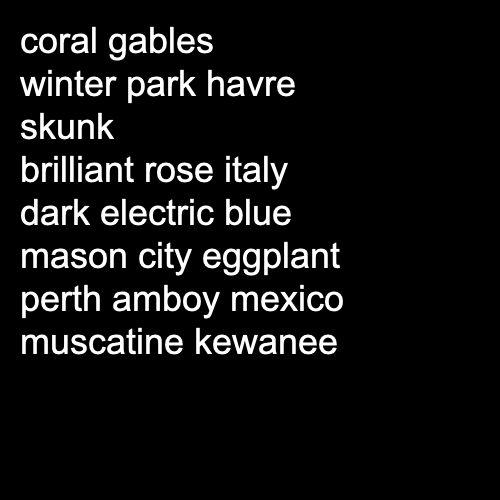 coral gables
winter park havre
skunk
brilliant rose italy
dark electric blue
mason city eggplant
perth amboy mexico
muscatine kewanee